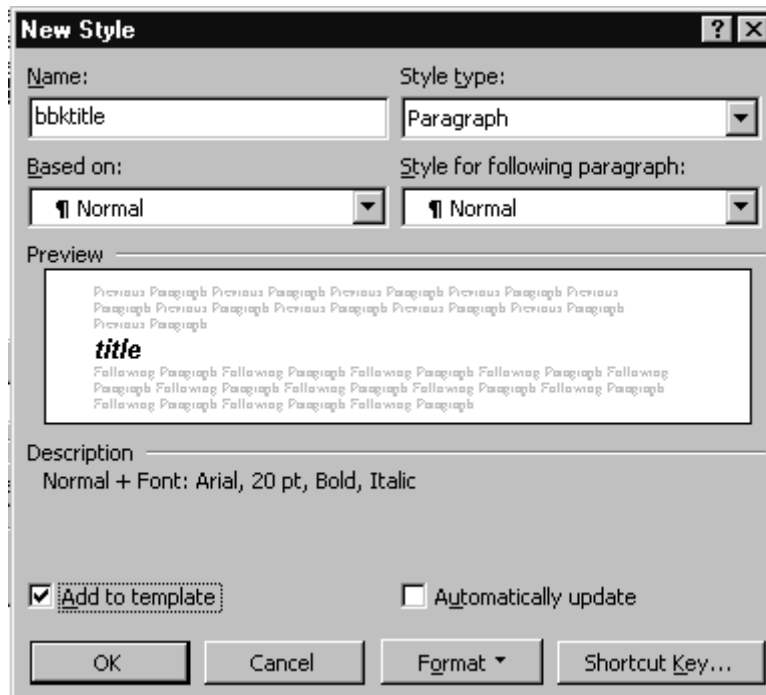 New Style
Name:
Style type:
bbktitle
Paragraph
Based on:
Style for following paragraph:
¶ Normal
¶ Normal
Preview
Previous Paragraph Previous Paragraph Previous Paragraph Previous Paragraph Previous
Paragraph Previous Paragraph Previous Paragraph Previous Paragraph Previous Paragraph
Previous Paragraph
title
Following Paragraph Following Paragraph Following Paragraph Following Paragraph Following
Paragraph Following Paragraph Following Paragraph Following Paragraph Following Paragraph
Following Paragraph Following Paragraph Following Paragraph
Description
Normal + Font: Arial, 20 pt, Bold, Italic
Add to template
Automatically update
OK
Cancel
Format
Shortcut Key...